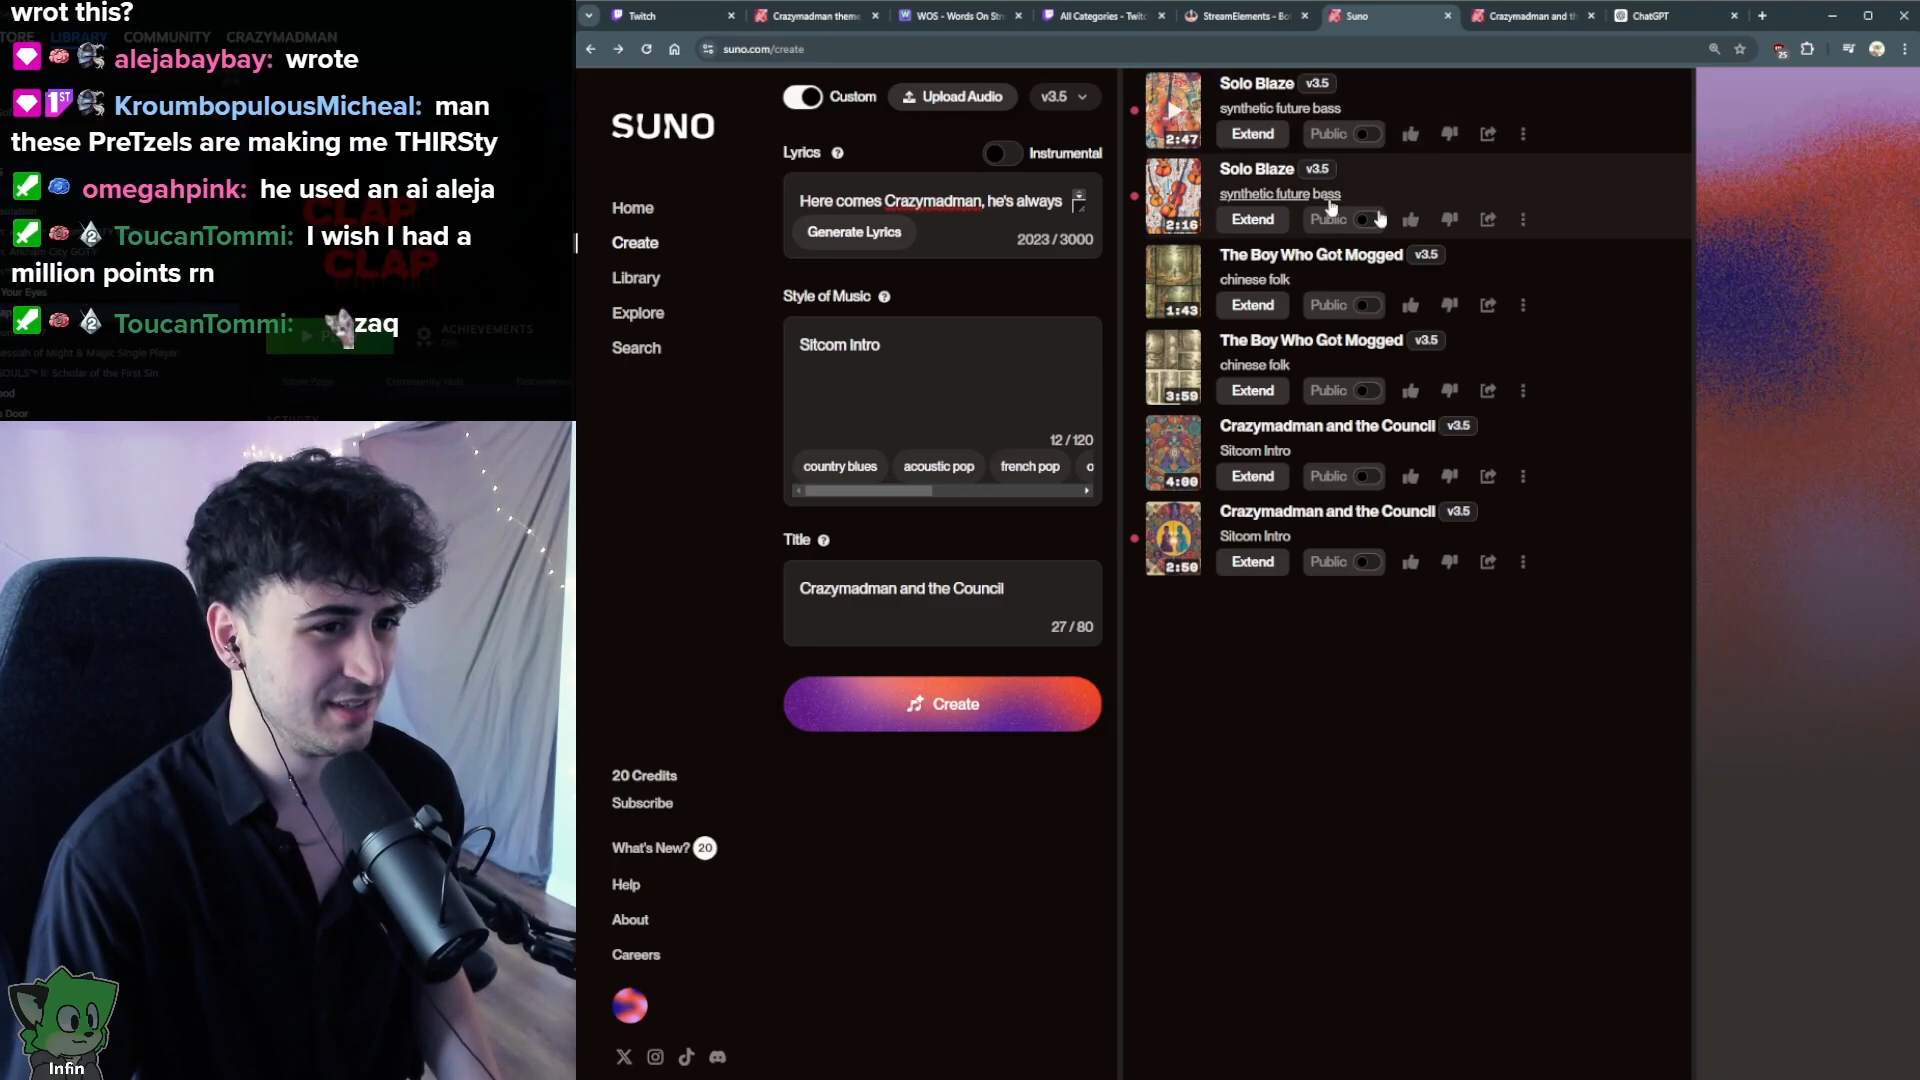 wrot this?
alejabaybay: wrote
KroumbopulousMicheal: man
these PreTzels are making me THIRSty
omegahpink: he used an ai aleja
ToucanTommi: I wish I had a
million points rn
ToucanTommi: zaq
LIBRARY COMMUNITY CRAZYMADMAN
CLAP
CLAP
ACHIEVEMENTS
Infin
Twitch
Crazymadman them
WOS - Words On Str
All Categories - Twitc
StreamElements - Bo
Suno
Crazymadman and th
ChatGPT
suno.com/create
25
SUNO
Home
Create
Library
Explore
Search
20 Credits
Subscribe
What's New? 20
Help
About
Careers
Custom
Upload Audio
v3.5
Lyrics
Instrumental
Here comes Crazymadman, he's always
Generate Lyrics
2023 / 3000
Style of Music
Sitcom Intro
12 / 120
country blues acoustic pop french pop
Title
Crazymadman and the Council
27 / 80
Create
Solo Blaze v3.5
synthetic future bass
2:47
Extend Public
Solo Blaze v3.5
synthetic future bass
2:16
Extend Public
The Boy Who Got Mogged v3.5
chinese folk
1:43
Extend Public
The Boy Who Got Mogged v3.5
chinese folk
3:59
Extend Public
Crazymadman and the Council v3.5
Sitcom Intro
4:00
Extend Public
Crazymadman and the Council v3.5
Sitcom Intro
2:50
Extend Public